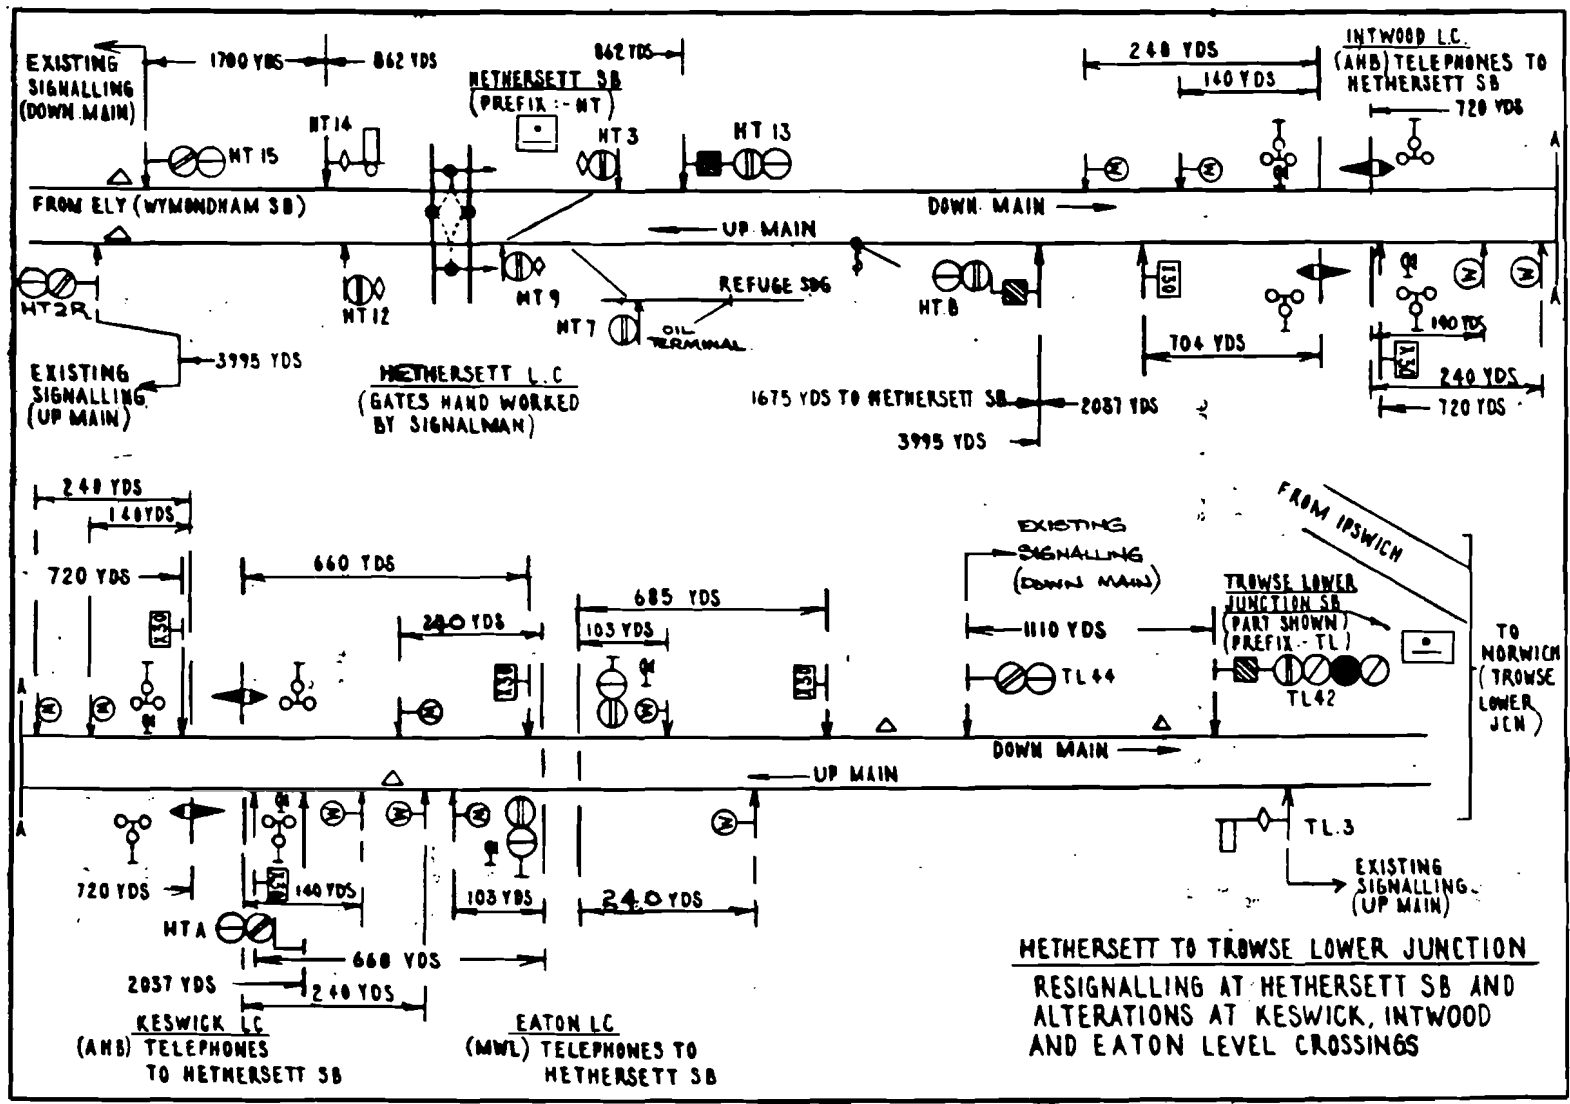 EXISTING
SIGNALLING
(DOWN MAIN)
1700 YDS
862 YDS
HETHERSETT SB
(PREFIX :- HT
862 YDS
240 YDS
140 YDS
INTWOOD L.C.
(AHB) TELEPHONES TO
HETHERSETT SB
720 YDS
HT 15
HT 14
HT 3
HT 13
W
W
A
FROM ELY (WYMONDHAM SB)
DOWN MAIN
UP MAIN
HT2R
HT 12
HT 9
HT 7
REFUGE SDG
OIL
TERMINAL
HT.B
X30
W
W
A
140 YDS
X30
3995 YDS
EXISTING
SIGNALLING
(UP MAIN)
HETHERSETT L.C
(GATES HAND WORKED
BY SIGNALMAN)
704 YDS
240 YDS
1675 YDS TO HETHERSETT SB
2037 YDS
720 YDS
3995 YDS
240 YDS
140YDS
720 YDS
660 YDS
X30
240 YDS
685 YDS
103 YDS
X30
X30
EXISTING
SIGNALLING
(DOWN MAIN)
1110 YDS
FROM IPSWICH
TROWSE LOWER
JUNCTION SB
(PART SHOWN)
(PREFIX - TL)
TO
NORWICH
(TROWSE
LOWER
JCN)
A
W
W
W
W
TL44
TL42
DOWN MAIN
UP MAIN
A
W
W
W
W
TL.3
720 YDS
X30
140 YDS
103 YDS
240 YDS
EXISTING
SIGNALLING
(UP MAIN)
HTA
660 YDS
2037 YDS
240 YDS
KESWICK LC
(AHB) TELEPHONES
TO HETHERSETT SB
EATON LC
(MWL) TELEPHONES TO
HETHERSETT SB
HETHERSETT TO TROWSE LOWER JUNCTION
RESIGNALLING AT HETHERSETT SB AND
ALTERATIONS AT KESWICK, INTWOOD
AND EATON LEVEL CROSSINGS